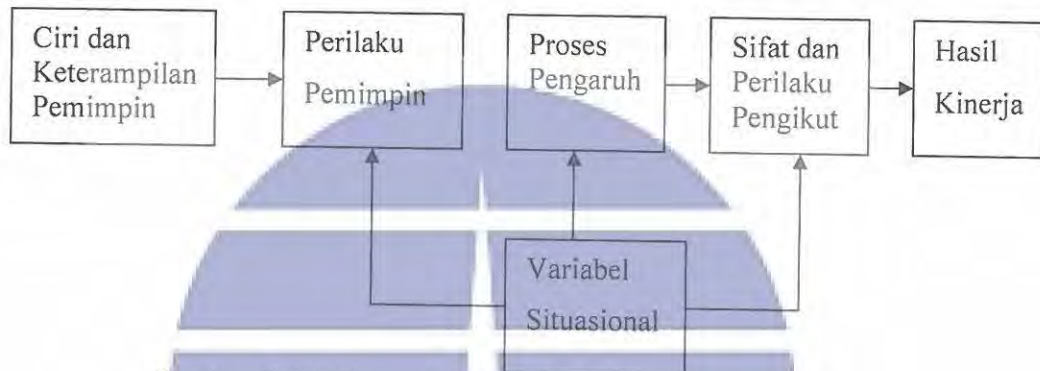 Ciri dan
Keterampilan
Pemimpin
Perilaku
Pemimpin
Proses
Pengaruh
Sifat dan
Perilaku
Pengikut
Hasil
Kinerja
Variabel
Situasional